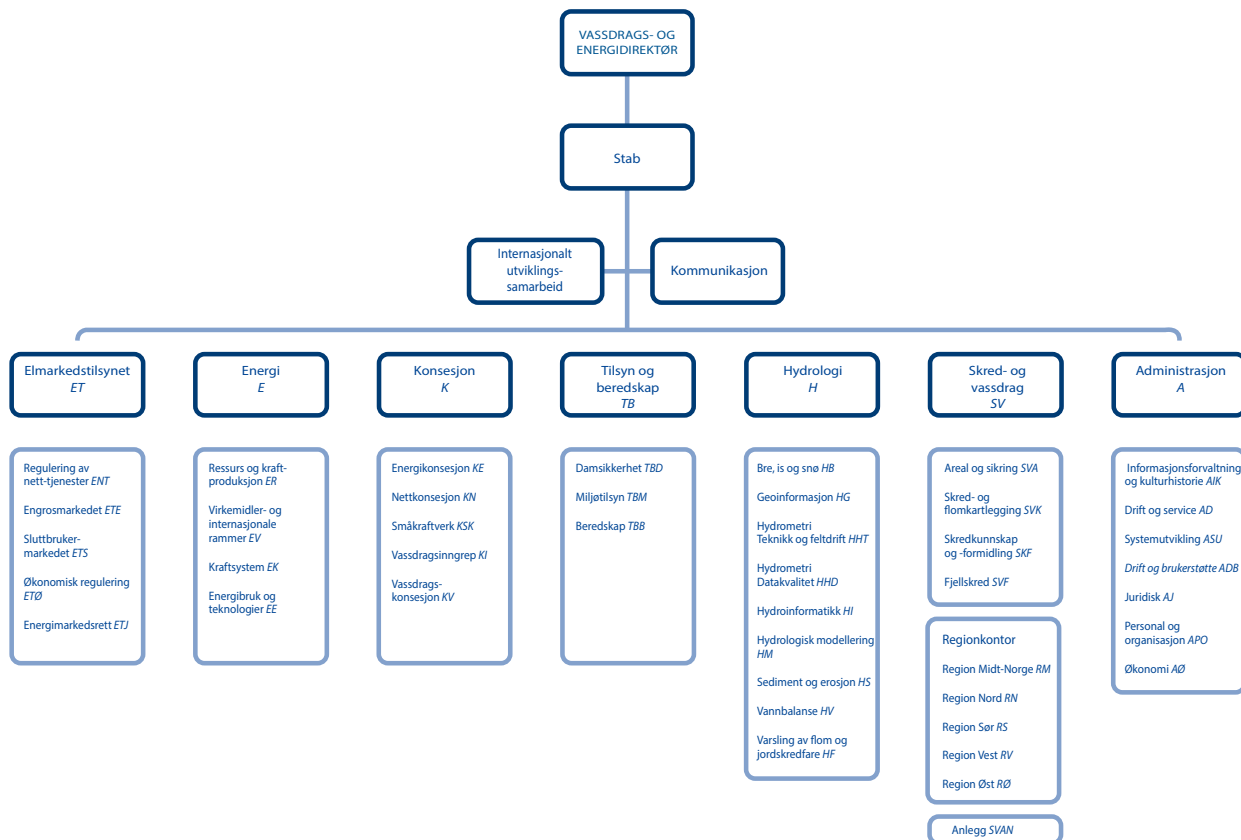 VASSDRAGS- OG
ENERGIDIREKTØR
Stab
Internasjonalt
utviklings-
samarbeid
Kommunikasjon
Elmarkedstilsynet
ET
Energi
E
Konsesjon
K
Tilsyn og
beredskap
TB
Hydrologi
H
Skred- og
vassdrag
SV
Administrasjon
A
Regulering av
nett-tjenester ENT
Engrosmarkedet ETE
Sluttbruker-
markedet ETS
Økonomisk regulering
ETØ
Energimarkedsrett ETJ
Ressurs og kraft-
produksjon ER
Virkemidler- og
internasjonale
rammer EV
Kraftsystem EK
Energibruk og
teknologier EE
Energikonsesjon KE
Nettkonsesjon KN
Småkraftverk KSK
Vassdragsinngrep KI
Vassdrags-
konsesjon KV
Damsikkerhet TBD
Miljøtilsyn TBM
Beredskap TBB
Bre, is og snø HB
Geoinformasjon HG
Hydrometri
Teknikk og feltdrift HHT
Hydrometri
Datakvalitet HHD
Hydroinformatikk HI
Hydrologisk modellering
HM
Sediment og erosjon HS
Vannbalanse HV
Varsling av flom og
jordskredfare HF
Areal og sikring SVA
Skred- og
flomkartlegging SVK
Skredkunnskap
og -formidling SKF
Fjellskred SVF
Regionkontor
Region Midt-Norge RM
Region Nord RN
Region Sør RS
Region Vest RV
Region Øst RØ
Anlegg SVAN
Informasjonsforvaltning
og kulturhistorie AIK
Drift og service AD
Systemutvikling ASU
Drift og brukerstøtte ADB
Juridisk AJ
Personal og
organisasjon APO
Økonomi AØ